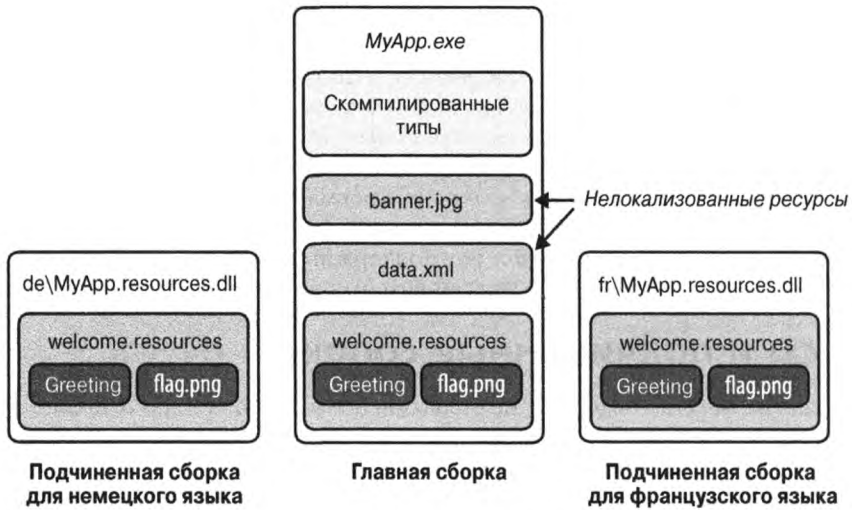 MyApp.exe
Скомпилированные
типы
banner.jpg
Нелокализованные ресурсы
data.xml
de\MyApp.resources.dll
welcome.resources
Greeting
flag.png
welcome.resources
Greeting
flag.png
fr\MyApp.resources.dll
welcome.resources
Greeting
flag.png
Подчиненная сборка
для немецкого языка
Главная сборка
Подчиненная сборка
для французского языка